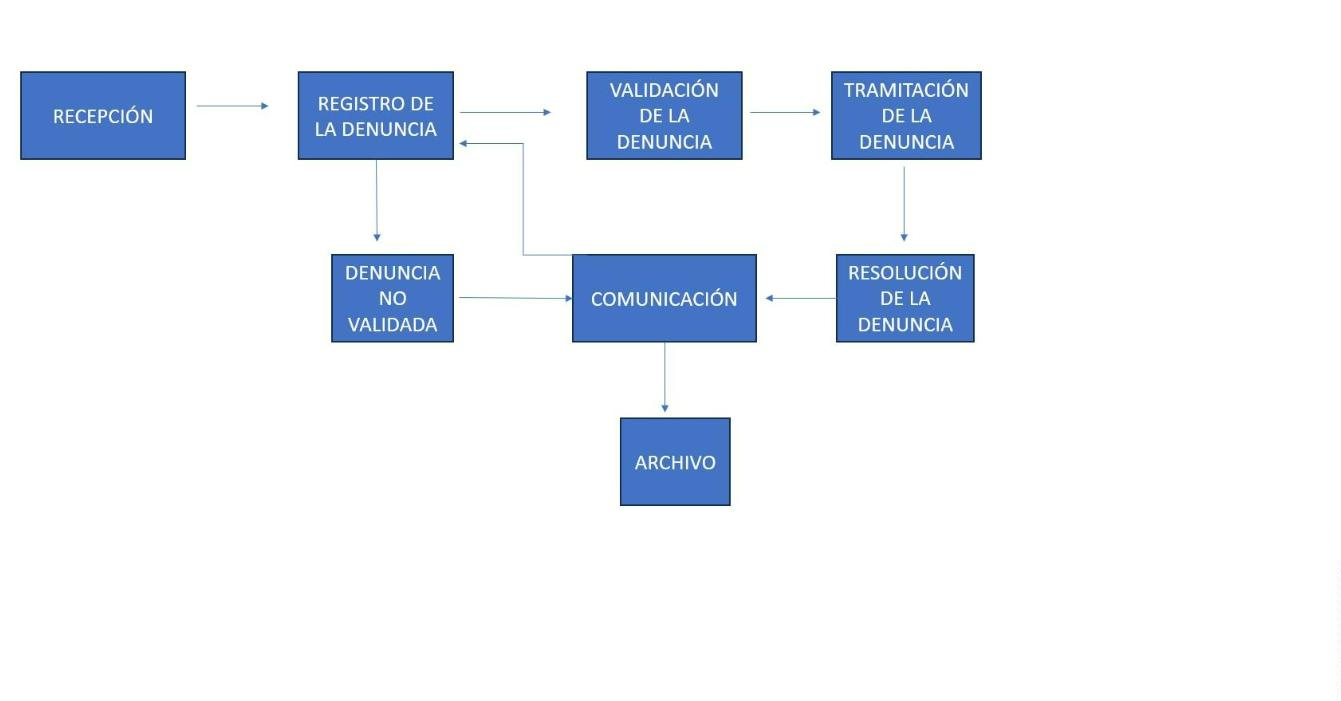 RECEPCIÓN
REGISTRO DE
LA DENUNCIA
VALIDACIÓN
DE LA
DENUNCIA
TRAMITACIÓN
DE LA
DENUNCIA
DENUNCIA
NO
VALIDADA
COMUNICACIÓN
RESOLUCIÓN
DE LA
DENUNCIA
ARCHIVO